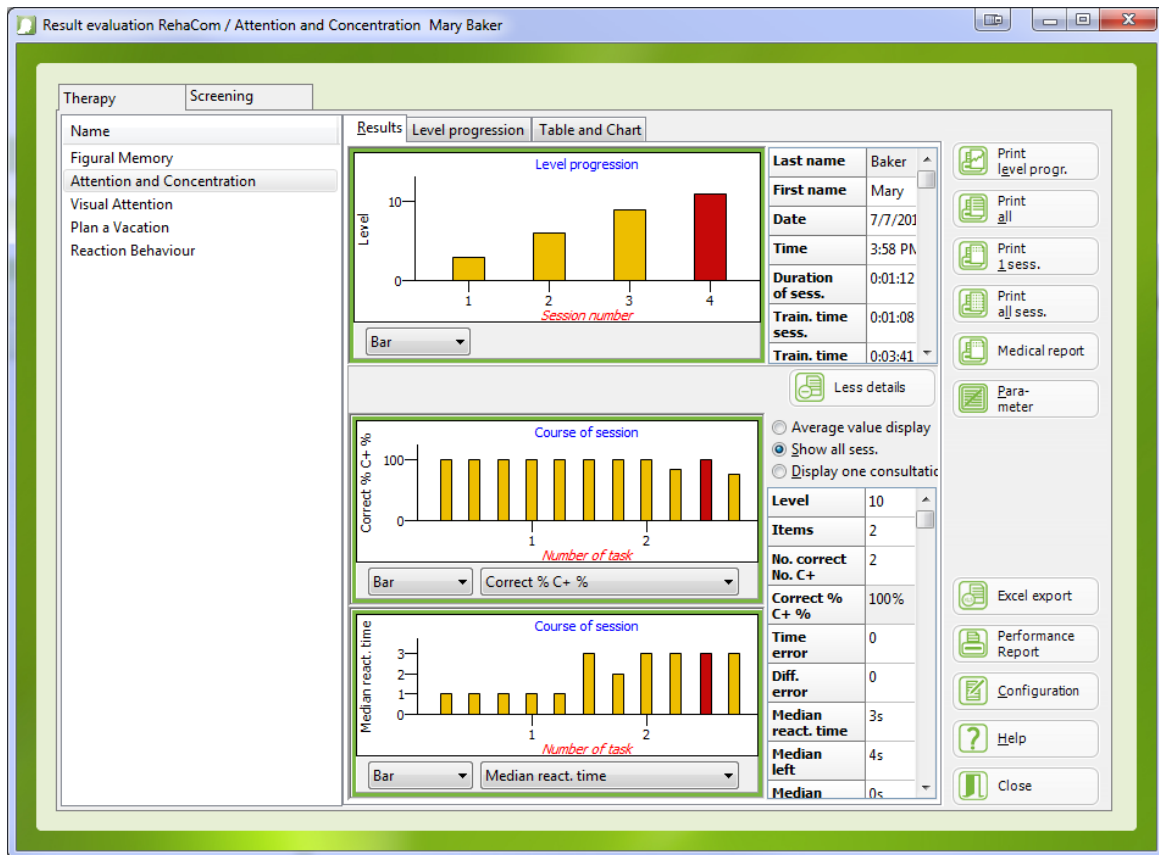 Result evaluation RehaCom / Attention and Concentration  Mary Baker
Therapy
Screening
Name
Figural Memory
Attention and Concentration
Visual Attention
Plan a Vacation
Reaction Behaviour
Results
Level progression
Table and Chart
Level progression
Level
10
0
1
2
3
4
Session number
Bar
Last name Baker
First name Mary
Date 7/7/201
Time 3:58 PM
Duration
of sess. 0:01:12
Train. time
sess. 0:01:08
Train. time 0:03:41
Less details
Course of session
Correct % C+ %
100
0
1
2
Number of task
Bar
Correct % C+ %
Average value display
Show all sess.
Display one consultatio
Level 10
Items 2
No. correct
No. C+ 2
Correct %
C+ % 100%
Time
error 0
Diff.
error 0
Median
react. time 3s
Median
left 4s
Median 0s
Course of session
Median react. time
3
2
1
0
1
2
Number of task
Bar
Median react. time
Print
level progr.
Print
all
Print
1 sess.
Print
all sess.
Medical report
Para-
meter
Excel export
Performance
Report
Configuration
Help
Close